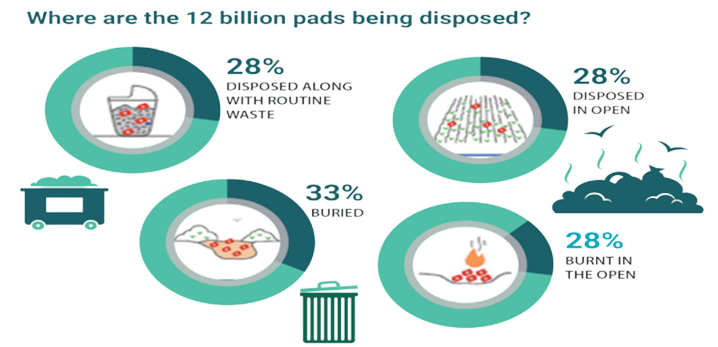 Where are the 12 billion pads being disposed?
28%
DISPOSED ALONG
WITH ROUTINE
WASTE
28%
DISPOSED
IN OPEN
33%
BURIED
28%
BURNT IN
THE OPEN